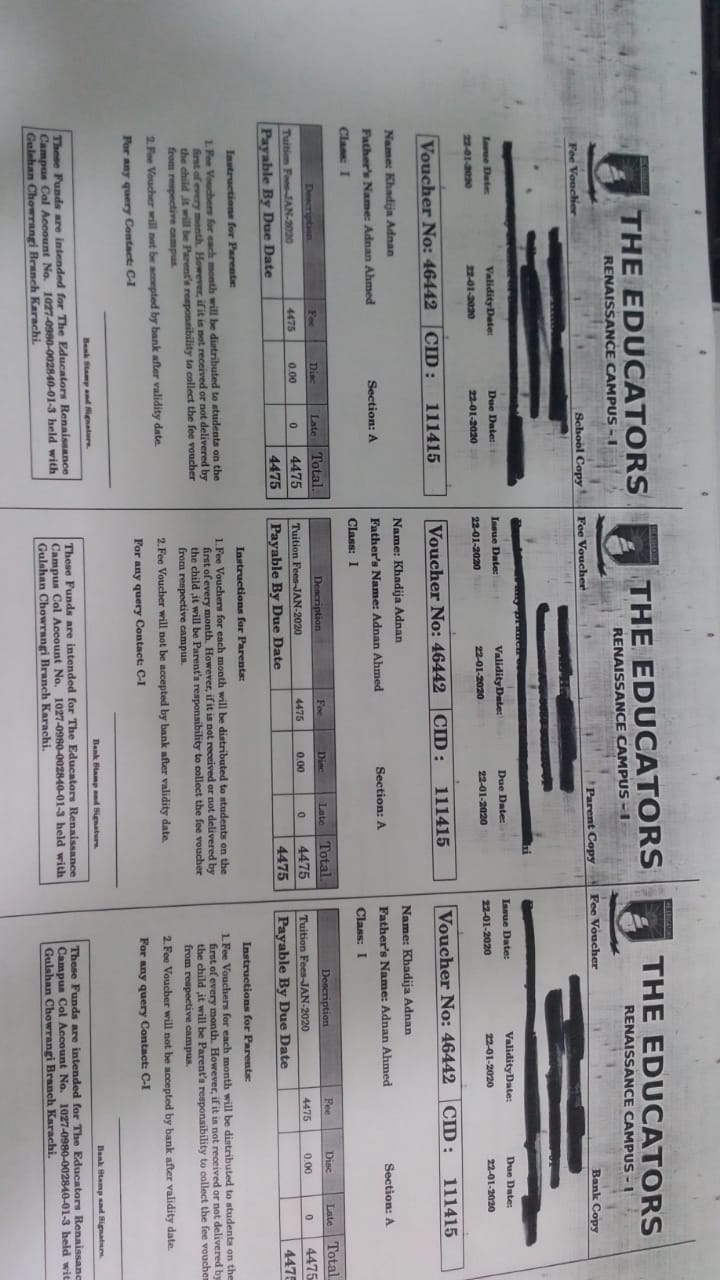 THE EDUCATORS
RENAISSANCE CAMPUS - I
Fee Voucher School Copy
Issue Date: Validity Date: Due Date:
22-01-2020 22-01-2020 22-01-2020
Voucher No: 46442 CID : 111415
Name: Khadija Adnan
Father's Name: Adnan Ahmed
Class: I Section: A
Description Fee Disc Late Total.
Tuition Fees-JAN-2020 4475 0.00 0 4475
Payable By Due Date 4475
Instructions for Parents:
1. Fee Vouchers for each month will be distributed to students on the
first of every month. However, if it is not received or not delivered by
the child ,it will be Parent's responsibility to collect the fee voucher
from respective campus.
2. Fee Voucher will not be accepted by bank after validity date.
For any query Contact: C-I
Bank Stamp and Signature.
These Funds are intended for The Educators Renaissance
Campus Col Account No. 1027-0980-002840-01-3 held with
Gulshan Chowrangi Branch Karachi.
THE EDUCATORS
RENAISSANCE CAMPUS - I
Fee Voucher Parent Copy
Issue Date: Validity Date: Due Date:
22-01-2020 22-01-2020 22-01-2020
Voucher No: 46442 CID : 111415
Name: Khadija Adnan
Father's Name: Adnan Ahmed
Class: I Section: A
Description Fee Disc Late Total.
Tuition Fees-JAN-2020 4475 0.00 0 4475
Payable By Due Date 4475
Instructions for Parents:
1. Fee Vouchers for each month will be distributed to students on the
first of every month. However, if it is not received or not delivered by
the child ,it will be Parent's responsibility to collect the fee voucher
from respective campus.
2. Fee Voucher will not be accepted by bank after validity date.
For any query Contact: C-I
Bank Stamp and Signature.
These Funds are intended for The Educators Renaissance
Campus Col Account No. 1027-0980-002840-01-3 held with
Gulshan Chowrangi Branch Karachi.
THE EDUCATORS
RENAISSANCE CAMPUS - I
Fee Voucher Bank Copy
Issue Date: Validity Date: Due Date:
22-01-2020 22-01-2020 22-01-2020
Voucher No: 46442 CID : 111415
Name: Khadija Adnan
Father's Name: Adnan Ahmed
Class: I Section: A
Description Fee Disc Late Total
Tuition Fees-JAN-2020 4475 0.00 0 4475
Payable By Due Date 4475
Instructions for Parents:
1. Fee Vouchers for each month will be distributed to students on the
first of every month. However, if it is not received or not delivered by
the child ,it will be Parent's responsibility to collect the fee voucher
from respective campus.
2. Fee Voucher will not be accepted by bank after validity date.
For any query Contact: C-I
Bank Stamp and Signature.
These Funds are intended for The Educators Renaissanc
Campus Col Account No. 1027-0980-002840-01-3 held wit
Gulshan Chowrangi Branch Karachi.